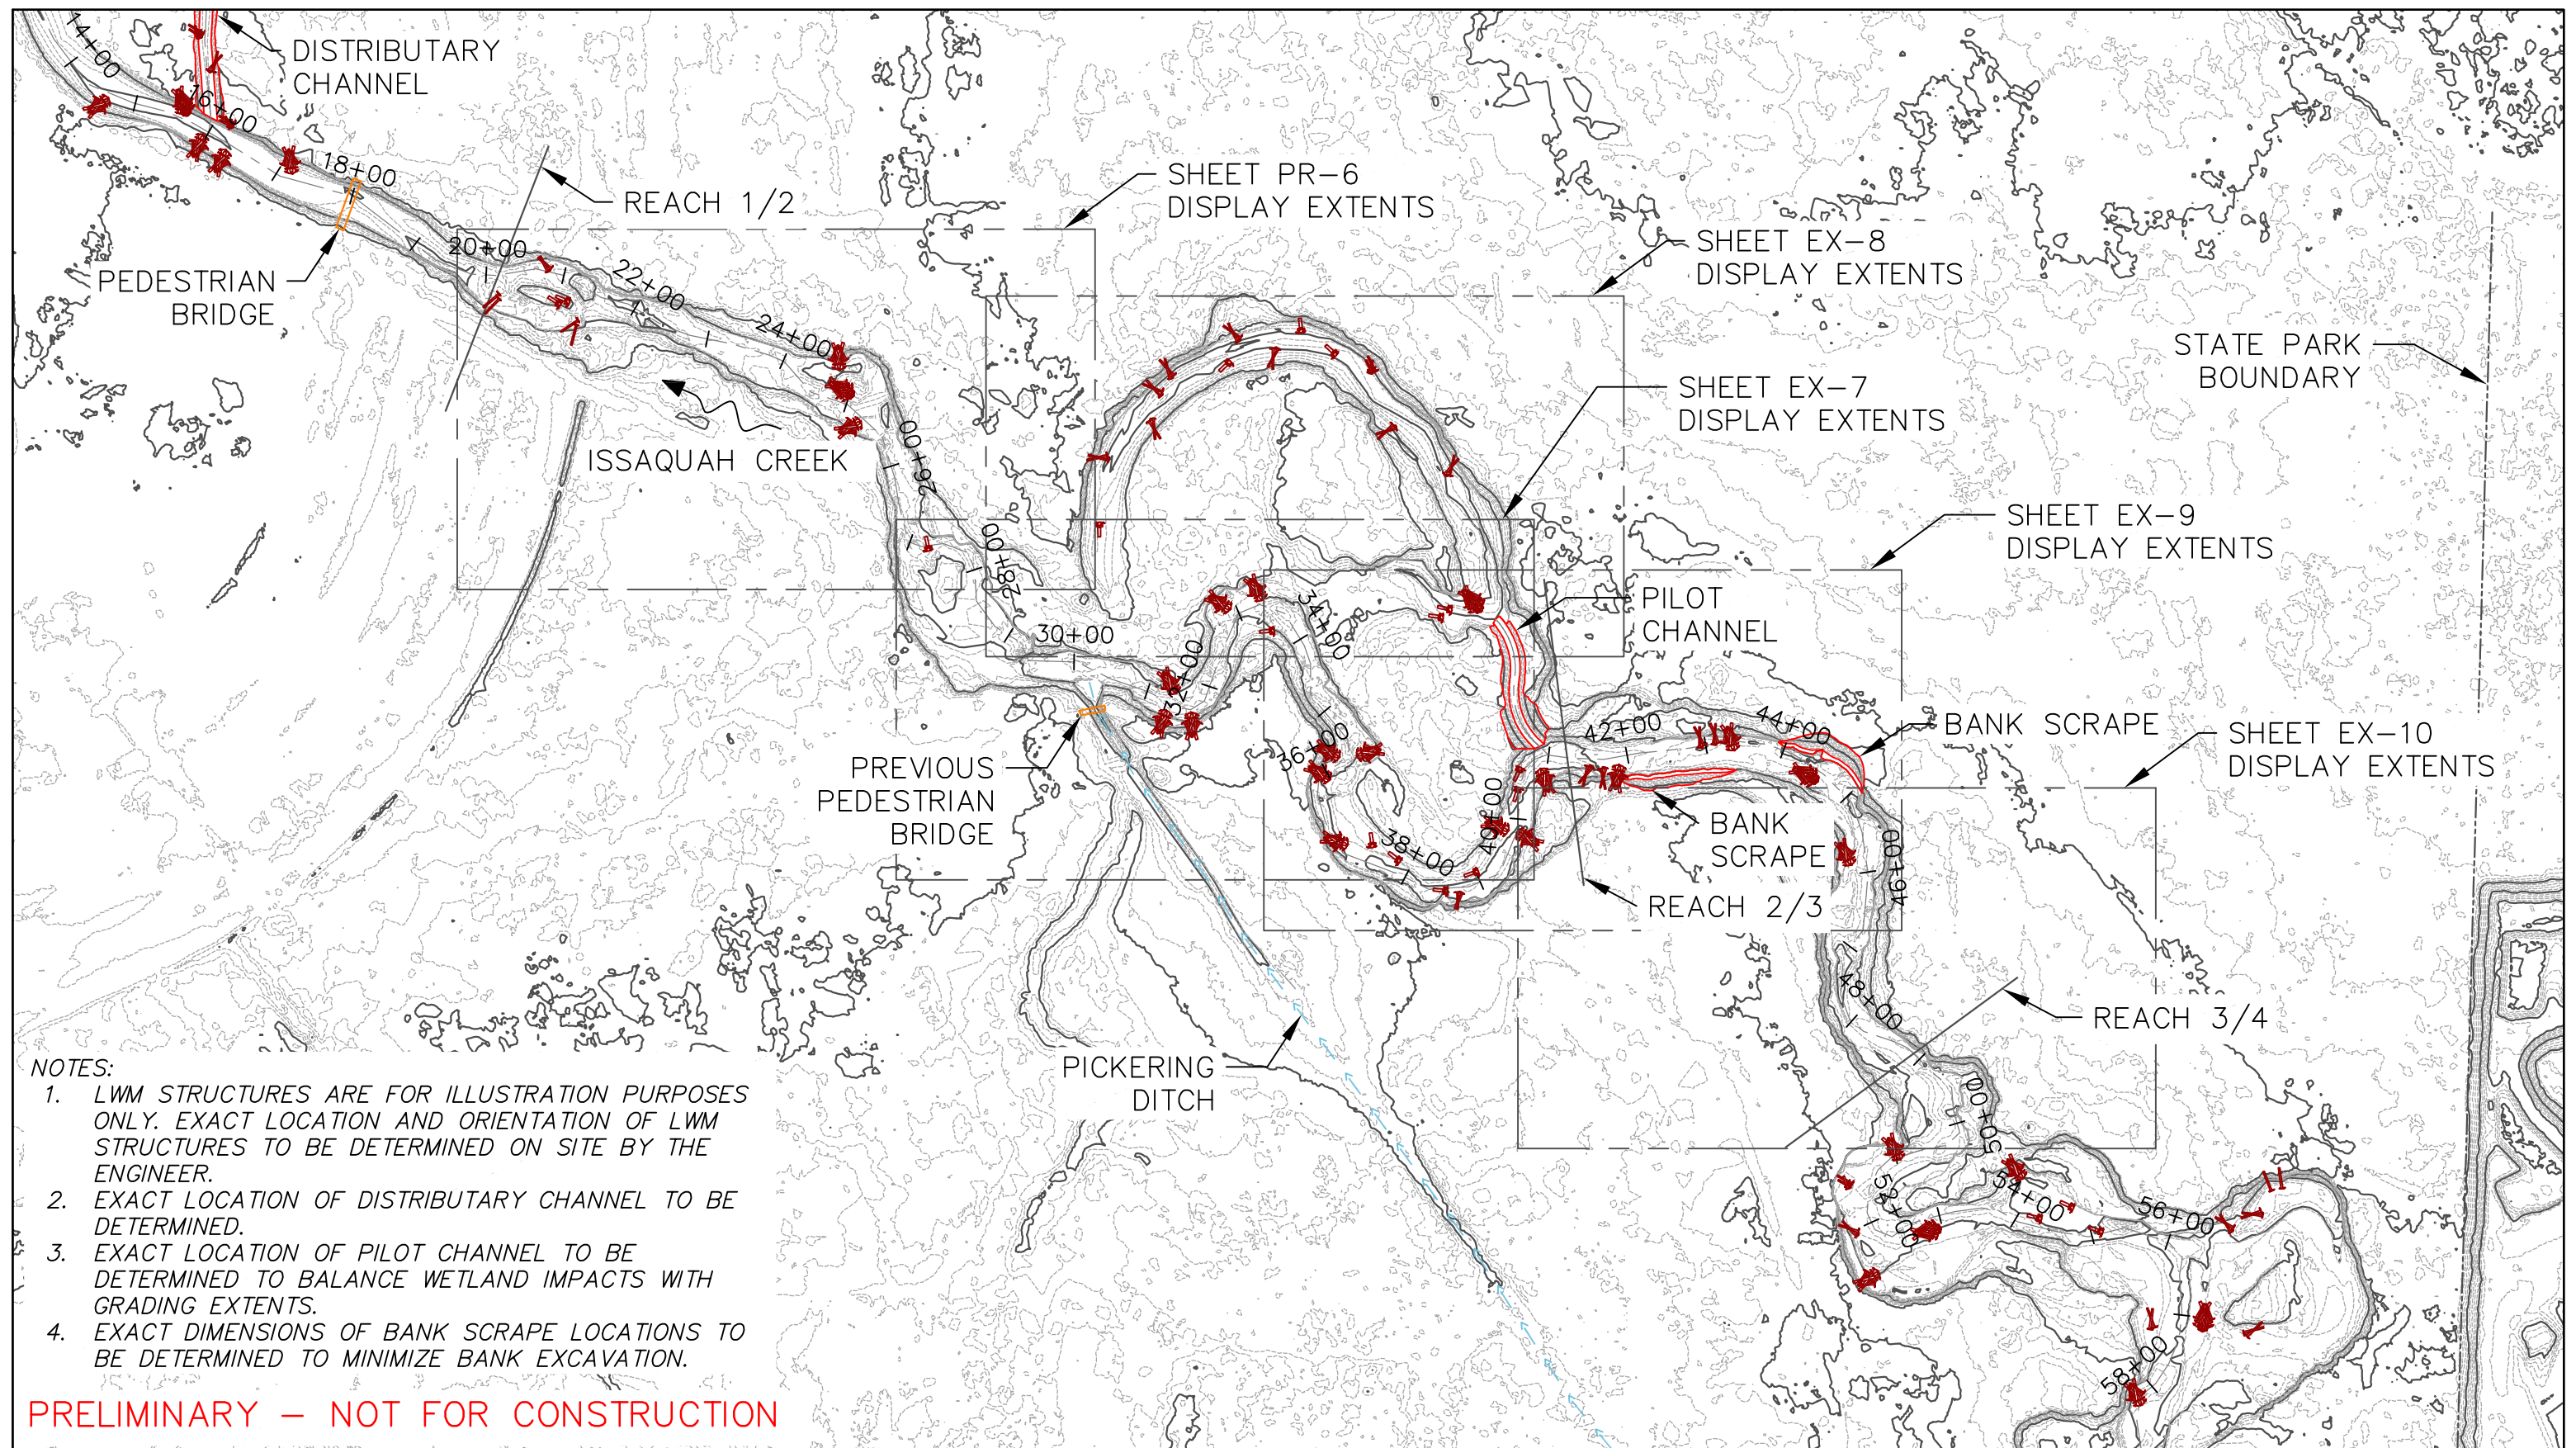 14+00
DISTRIBUTARY
CHANNEL
16+00
18+00
PEDESTRIAN
BRIDGE
REACH 1/2
20+00
22+00
24+00
ISSAQUAH CREEK
26+00
28+00
30+00
SHEET PR-6
DISPLAY EXTENTS
SHEET EX-8
DISPLAY EXTENTS
SHEET EX-7
DISPLAY EXTENTS
STATE PARK
BOUNDARY
SHEET EX-9
DISPLAY EXTENTS
PILOT
CHANNEL
32+00
34+00
36+00
38+00
40+00
42+00
44+00
BANK SCRAPE
SHEET EX-10
DISPLAY EXTENTS
PREVIOUS
PEDESTRIAN
BRIDGE
BANK
SCRAPE
46+00
REACH 2/3
48+00
REACH 3/4
PICKERING
DITCH
50+00
52+00
54+00
56+00
58+00
NOTES:
1. LWM STRUCTURES ARE FOR ILLUSTRATION PURPOSES
ONLY. EXACT LOCATION AND ORIENTATION OF LWM
STRUCTURES TO BE DETERMINED ON SITE BY THE
ENGINEER.
2. EXACT LOCATION OF DISTRIBUTARY CHANNEL TO BE
DETERMINED.
3. EXACT LOCATION OF PILOT CHANNEL TO BE
DETERMINED TO BALANCE WETLAND IMPACTS WITH
GRADING EXTENTS.
4. EXACT DIMENSIONS OF BANK SCRAPE LOCATIONS TO
BE DETERMINED TO MINIMIZE BANK EXCAVATION.
PRELIMINARY – NOT FOR CONSTRUCTION